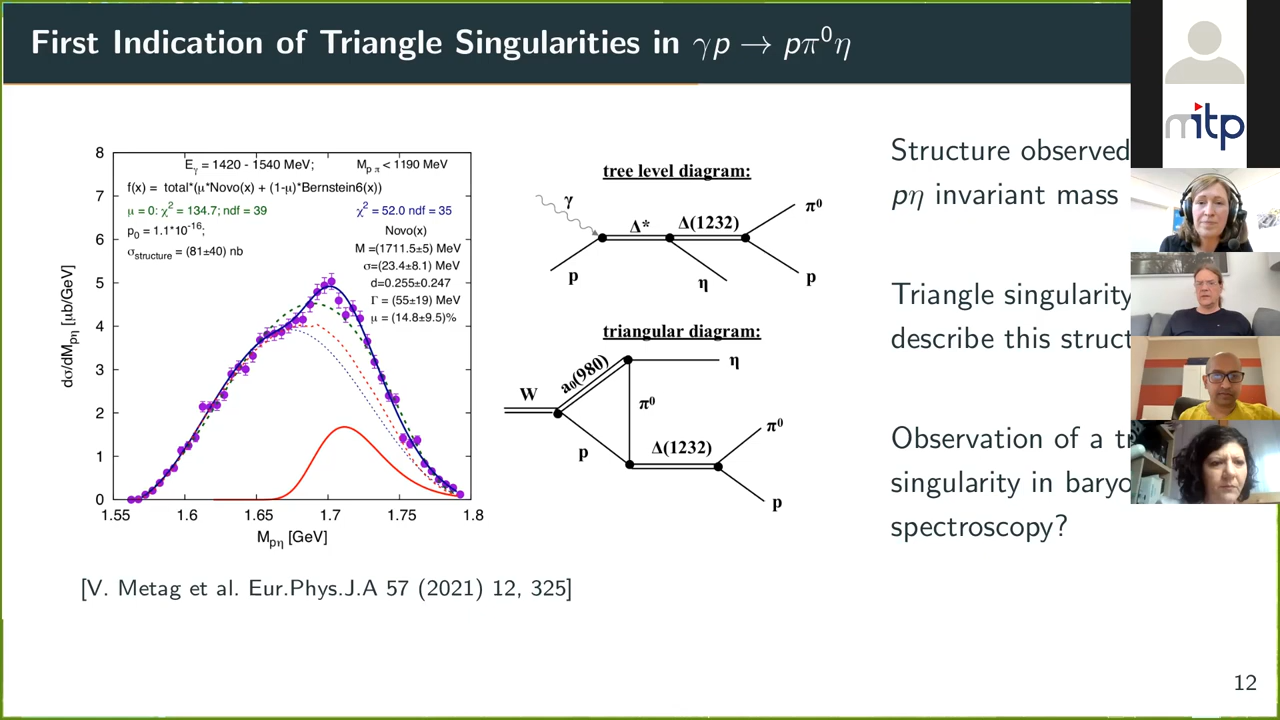 First Indication of Triangle Singularities in γp → pπ⁰η
mitp
8
7
6
5
4
3
2
1
0
1.55
1.6
1.65
1.7
1.75
1.8
dσ/dM_pη [μb/GeV]
M_pη [GeV]
E_γ = 1420 - 1540 MeV; M_p π < 1190 MeV
f(x) = total*(μ*Novo(x) + (1-μ)*Bernstein6(x))
μ = 0: χ² = 134.7; ndf = 39
p₀ = 1.1*10⁻¹⁶;
σ_structure = (81±40) nb
χ² = 52.0 ndf = 35
Novo(x)
M =(1711.5±5) MeV
σ=(23.4±8.1) MeV
d=0.255±0.247
Γ = (55±19) MeV
μ = (14.8±9.5)%
tree level diagram:
γ
p
Δ*
Δ(1232)
η
π⁰
p
triangular diagram:
W
a₀(980)
η
π⁰
p
Δ(1232)
π⁰
p
Structure observed
pη invariant mass
Triangle singularity
describe this struct
Observation of a tr
singularity in baryo
spectroscopy?
[V. Metag et al. Eur.Phys.J.A 57 (2021) 12, 325]
12